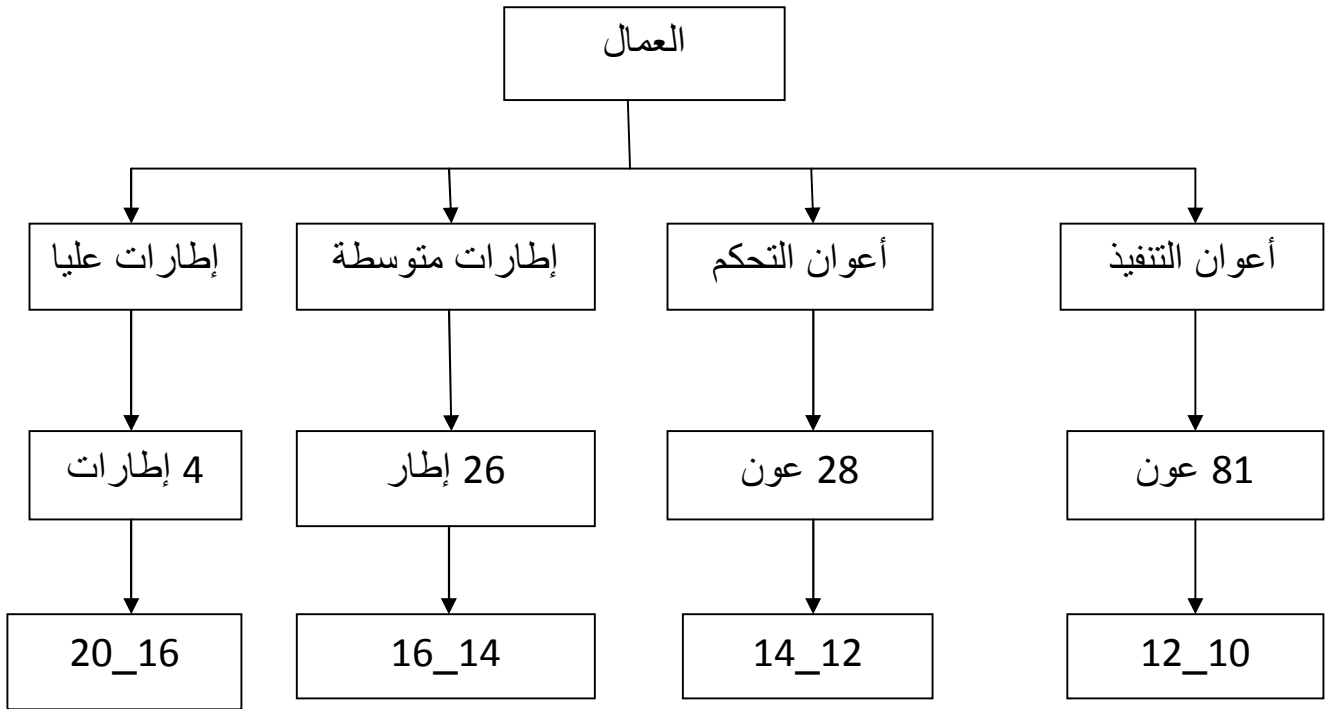 العمال
أعوان التنفيذ
أعوان التحكم
إطارات متوسطة
إطارات عليا
81 عون
28 عون
26 إطار
4 إطارات
12_10
14_12
16_14
20_16